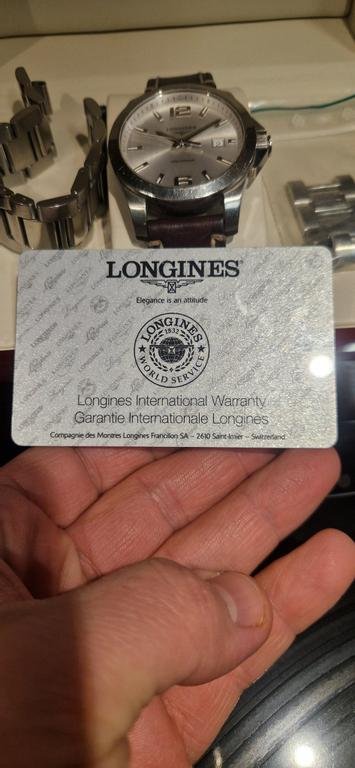 LONGINES
LONGINES
Elegance is an attitude
LONGINES
1832
WORLD SERVICE
Longines International Warranty
Garantie Internationale Longines
Compagnie des Montres Longines Francillon SA – 2610 Saint-Imier – Switzerland